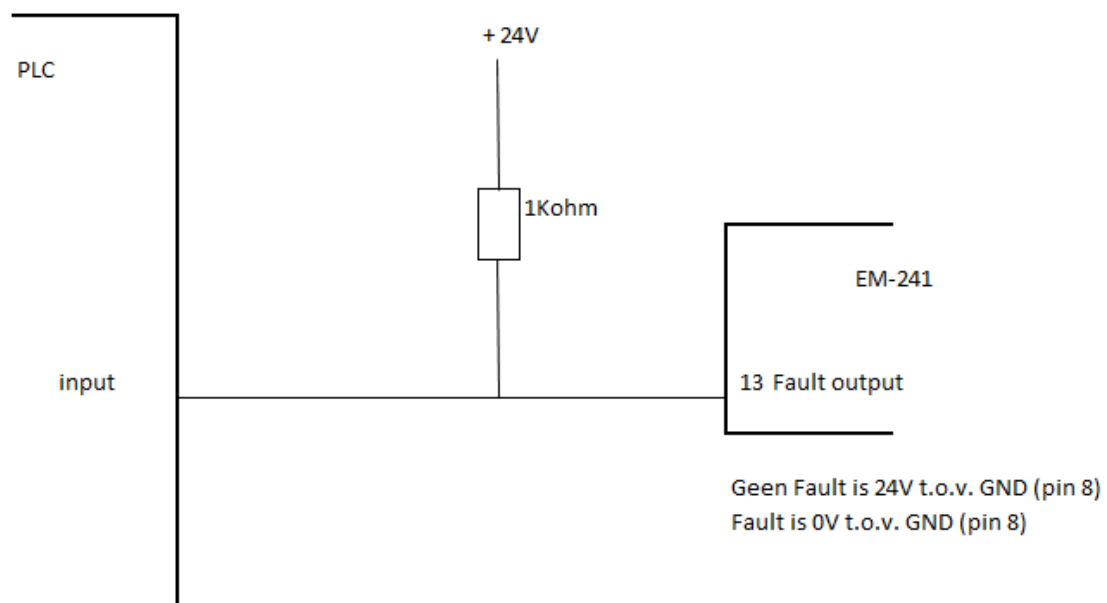 PLC
+ 24V
1Kohm
EM-241
input
13 Fault output
Geen Fault is 24V t.o.v. GND (pin 8)
Fault is 0V t.o.v. GND (pin 8)